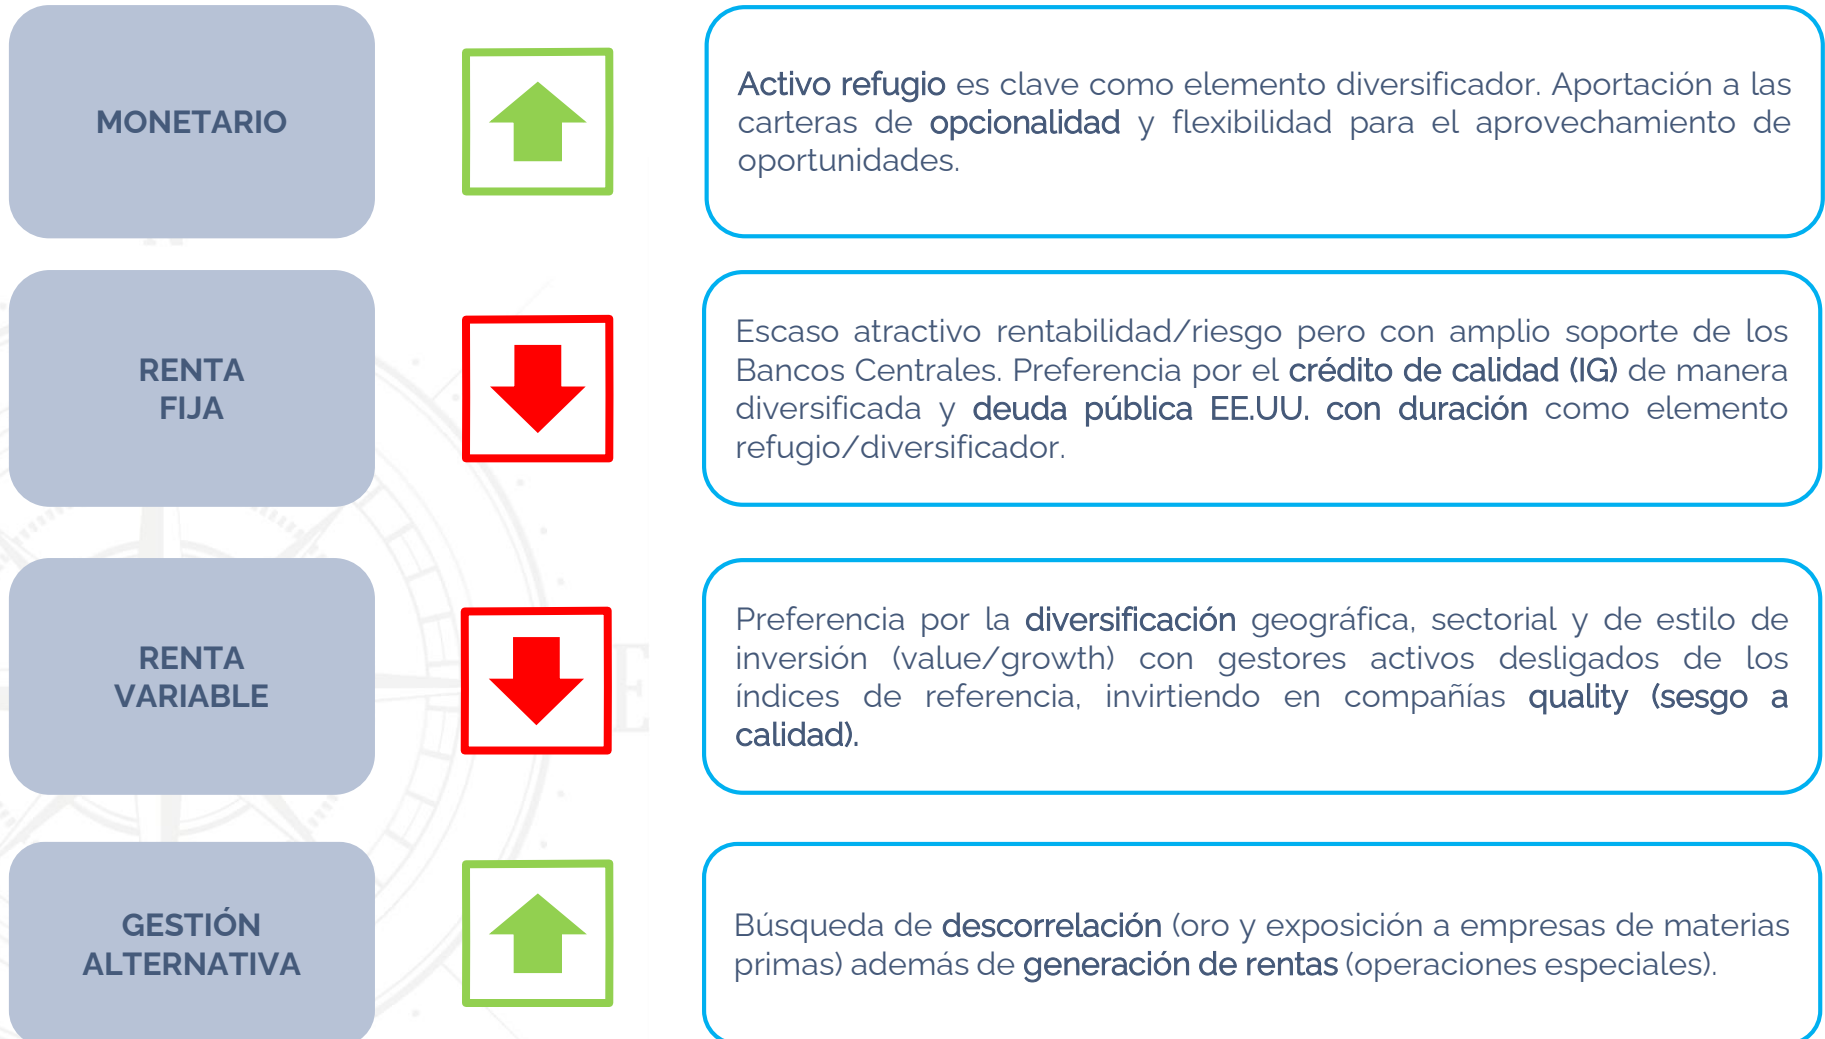 MONETARIO
Activo refugio es clave como elemento diversificador. Aportación a las
carteras de opcionalidad y flexibilidad para el aprovechamiento de
oportunidades.
RENTA
FIJA
Escaso atractivo rentabilidad/riesgo pero con amplio soporte de los
Bancos Centrales. Preferencia por el crédito de calidad (IG) de manera
diversificada y deuda pública EE.UU. con duración como elemento
refugio/diversificador.
RENTA
VARIABLE
E
Preferencia por la diversificación geográfica, sectorial y de estilo de
inversión (value/growth) con gestores activos desligados de los
índices de referencia, invirtiendo en compañías quality (sesgo a
calidad).
GESTIÓN
ALTERNATIVA
Búsqueda de descorrelación (oro y exposición a empresas de materias
primas) además de generación de rentas (operaciones especiales).